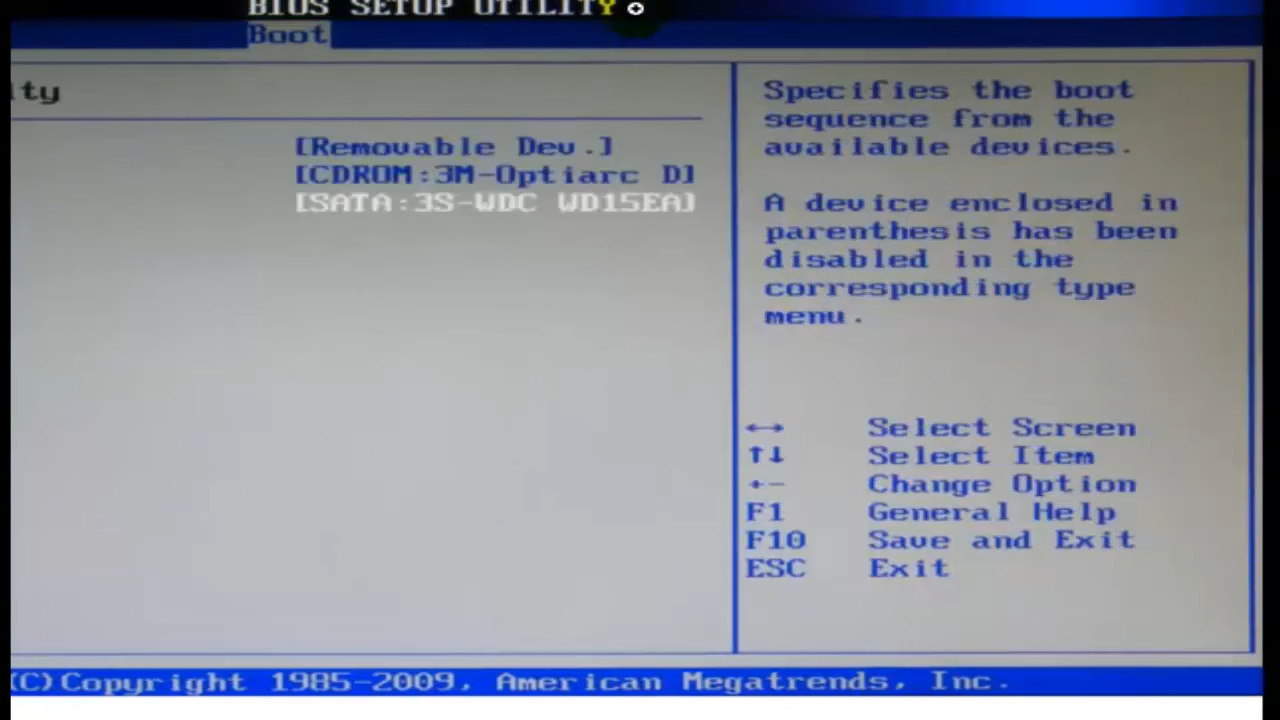 BIOS SETUP UTILITY
Boot
ity
[Removable Dev.]
[CDROM:3M-Optiarc D]
[SATA:3S-WDC WD15EA]
Specifies the boot
sequence from the
available devices.
A device enclosed in
parenthesis has been
disabled in the
corresponding type
menu.
↔ Select Screen
↑↓ Select Item
+- Change Option
F1 General Help
F10 Save and Exit
ESC Exit
(C)Copyright 1985-2009, American Megatrends, Inc.